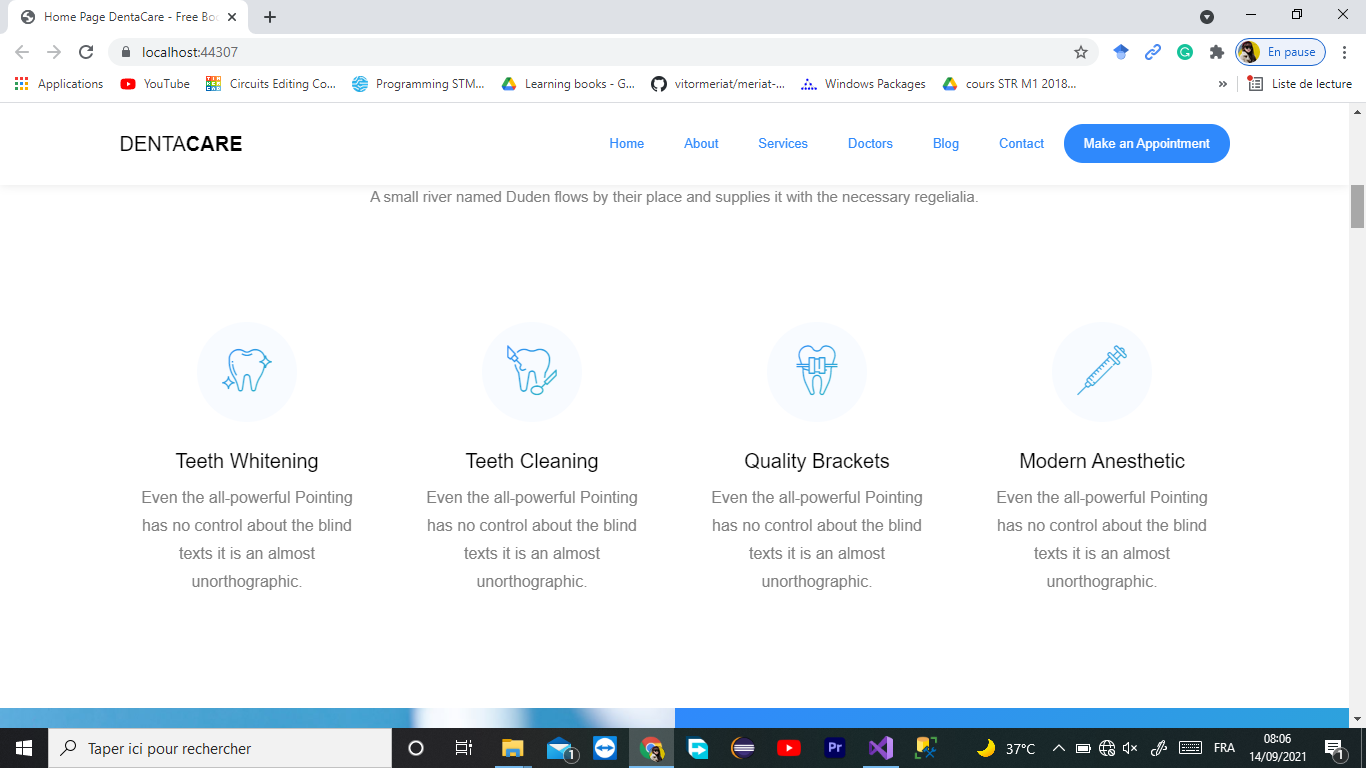 Home Page DentaCare - Free Boo
localhost:44307
En pause
Applications
YouTube
Circuits Editing Co...
Programming STM...
Learning books - G...
vitormeriat/meriat-...
Windows Packages
cours STR M1 2018...
»
Liste de lecture
DENTACARE
Home
About
Services
Doctors
Blog
Contact
Make an Appointment
A small river named Duden flows by their place and supplies it with the necessary regelialia.
Teeth Whitening
Even the all-powerful Pointing
has no control about the blind
texts it is an almost
unorthographic.
Teeth Cleaning
Even the all-powerful Pointing
has no control about the blind
texts it is an almost
unorthographic.
Quality Brackets
Even the all-powerful Pointing
has no control about the blind
texts it is an almost
unorthographic.
Modern Anesthetic
Even the all-powerful Pointing
has no control about the blind
texts it is an almost
unorthographic.
Taper ici pour rechercher
1
Pr
37°C
FRA
08:06
14/09/2021
1